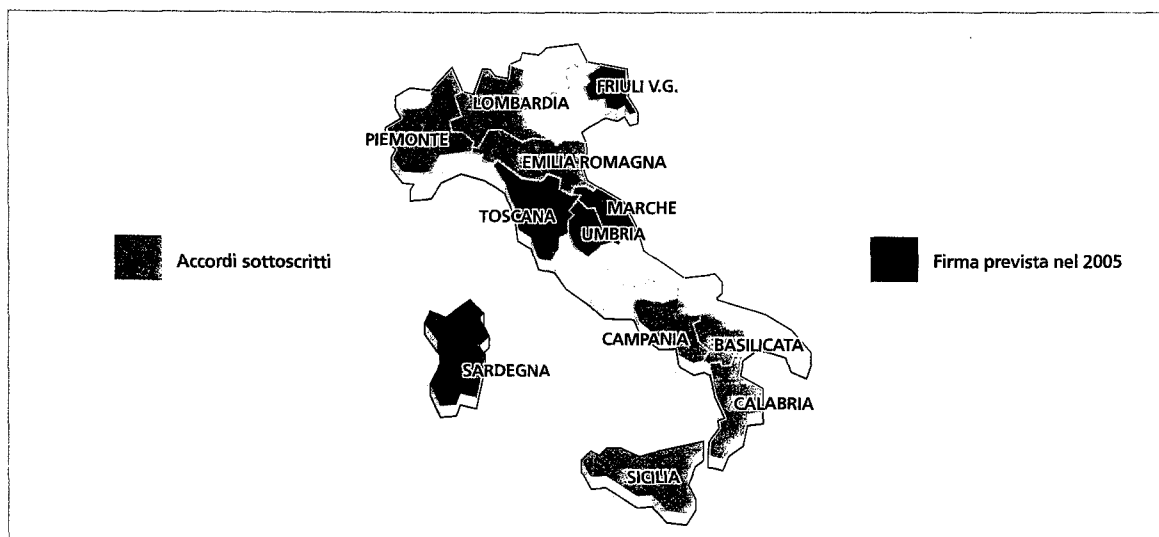 FRIULI V.G.
LOMBARDIA
PIEMONTE
EMILIA ROMAGNA
TOSCANA
MARCHE
UMBRIA
Accordi sottoscritti
Firma prevista nel 2005
CAMPANIA
BASILICATA
SARDEGNA
CALABRIA
SICILIA